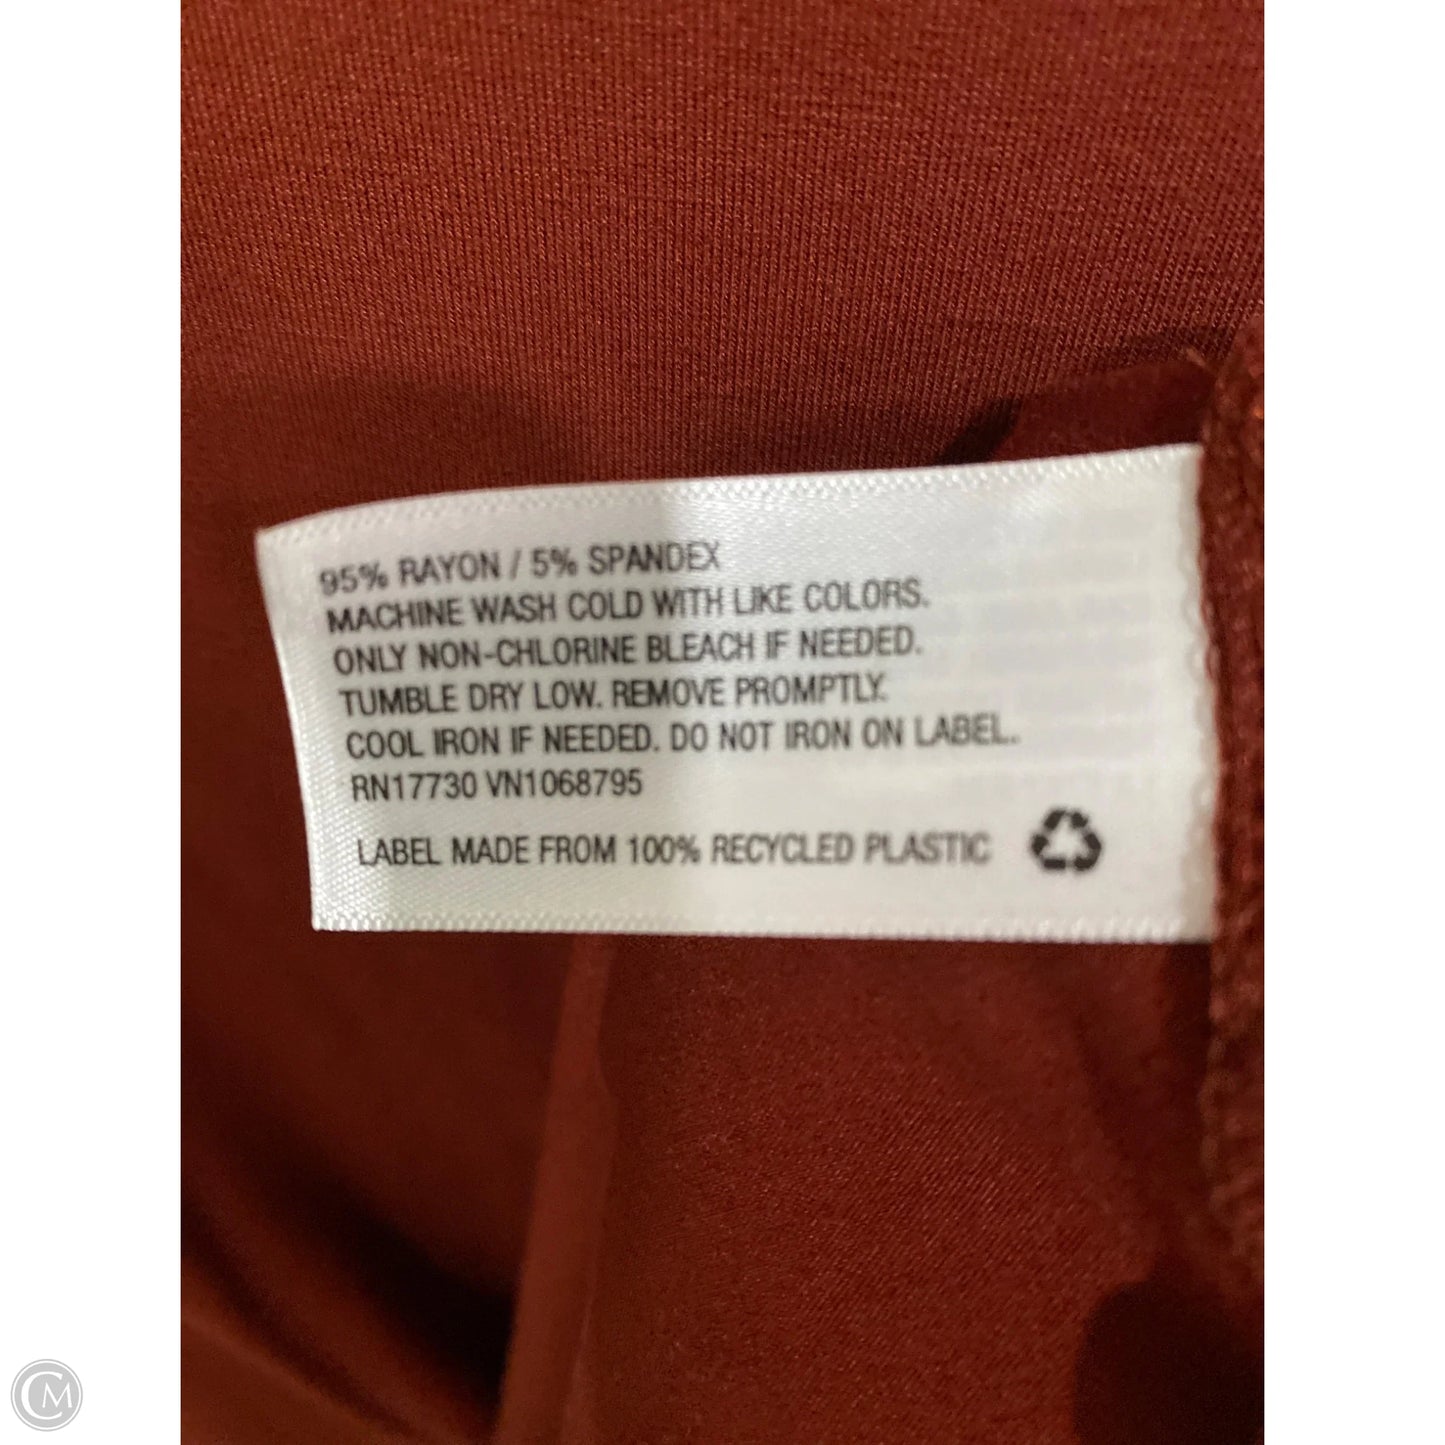 95% RAYON / 5% SPANDEX
MACHINE WASH COLD WITH LIKE COLORS.
ONLY NON-CHLORINE BLEACH IF NEEDED.
TUMBLE DRY LOW. REMOVE PROMPTLY.
COOL IRON IF NEEDED. DO NOT IRON ON LABEL.
RN17730 VN1068795
LABEL MADE FROM 100% RECYCLED PLASTIC
CM